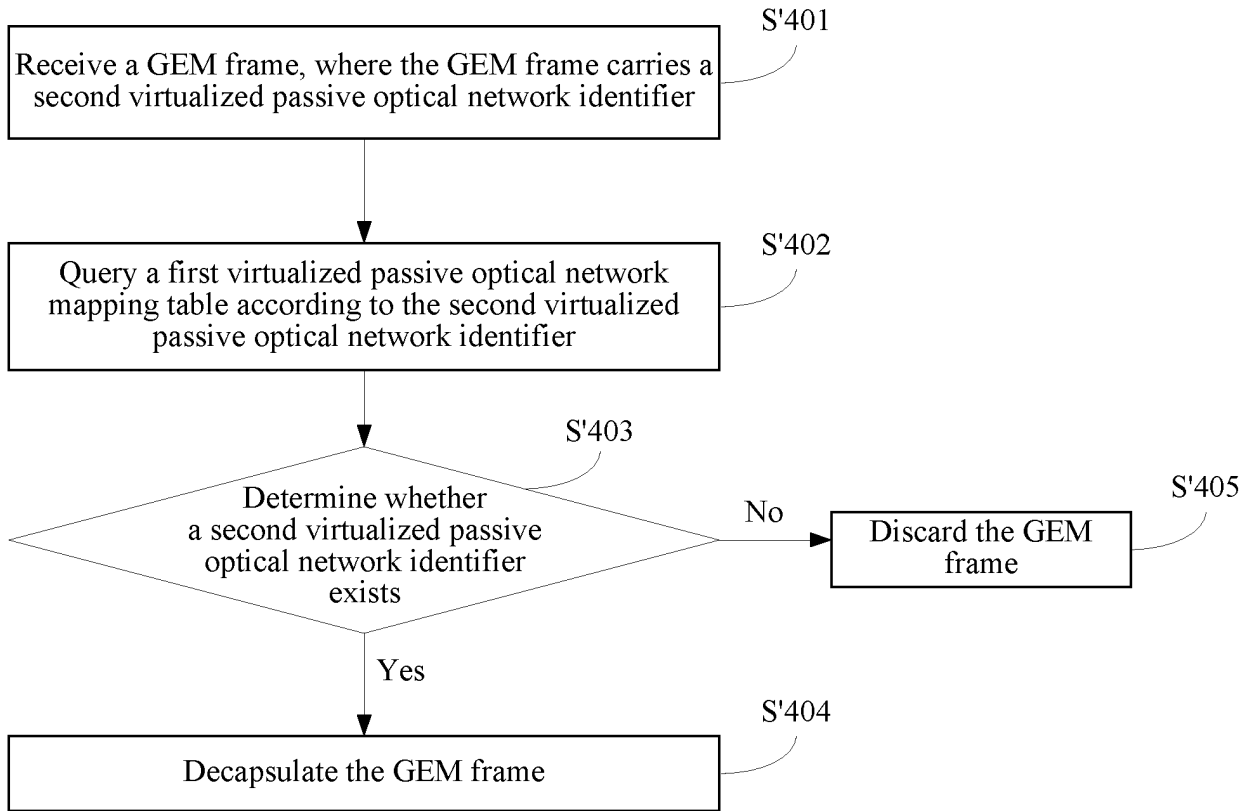 S'401
Receive a GEM frame, where the GEM frame carries a
second virtualized passive optical network identifier
S'402
Query a first virtualized passive optical network
mapping table according to the second virtualized
passive optical network identifier
S'403
Determine whether
a second virtualized passive
optical network identifier
exists
No
S'405
Discard the GEM
frame
Yes
S'404
Decapsulate the GEM frame